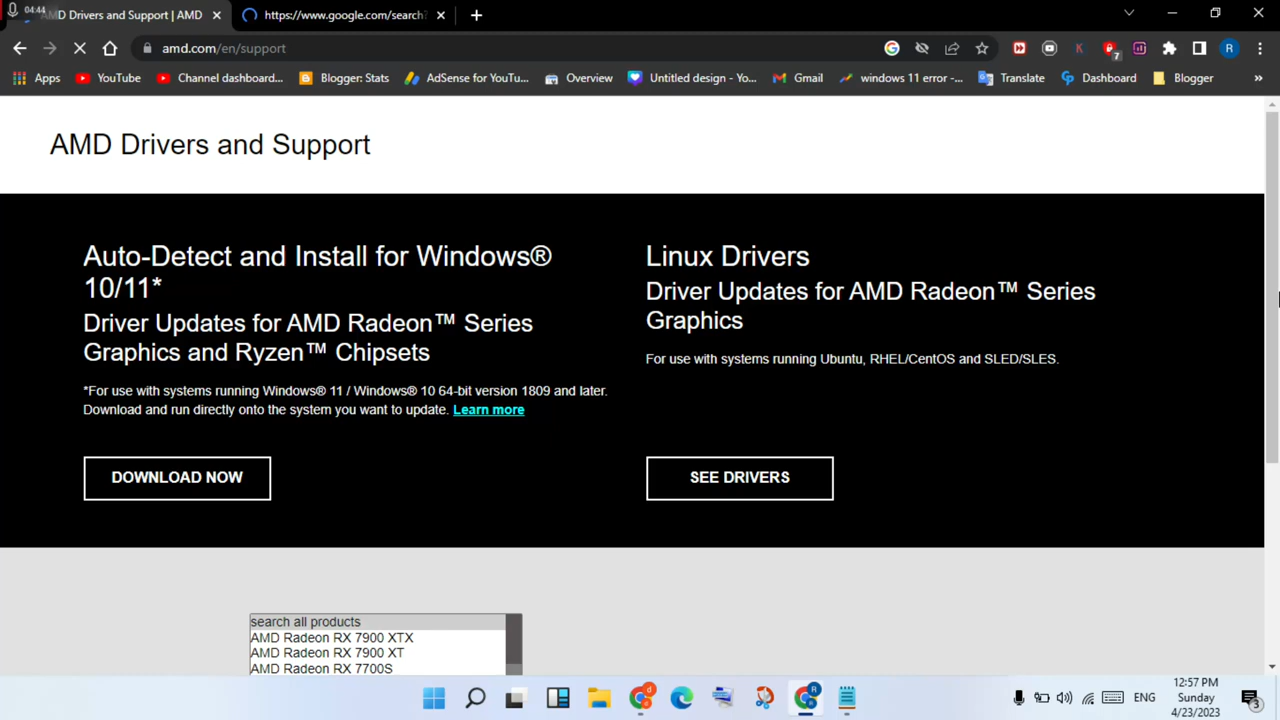 04:44
AMD Drivers and Support | AMD
https://www.google.com/search?
amd.com/en/support
7
R
Apps
YouTube
Channel dashboard...
Blogger: Stats
AdSense for YouTu...
Overview
Untitled design - Yo...
Gmail
windows 11 error -...
Translate
Dashboard
Blogger
»
AMD Drivers and Support
Auto-Detect and Install for Windows®
10/11*
Driver Updates for AMD Radeon™ Series
Graphics and Ryzen™ Chipsets
*For use with systems running Windows® 11 / Windows® 10 64-bit version 1809 and later.
Download and run directly onto the system you want to update. Learn more
DOWNLOAD NOW
Linux Drivers
Driver Updates for AMD Radeon™ Series
Graphics
For use with systems running Ubuntu, RHEL/CentOS and SLED/SLES.
SEE DRIVERS
search all products
AMD Radeon RX 7900 XTX
AMD Radeon RX 7900 XT
AMD Radeon RX 7700S
ENG
12:57 PM
Sunday
4/23/2023
3